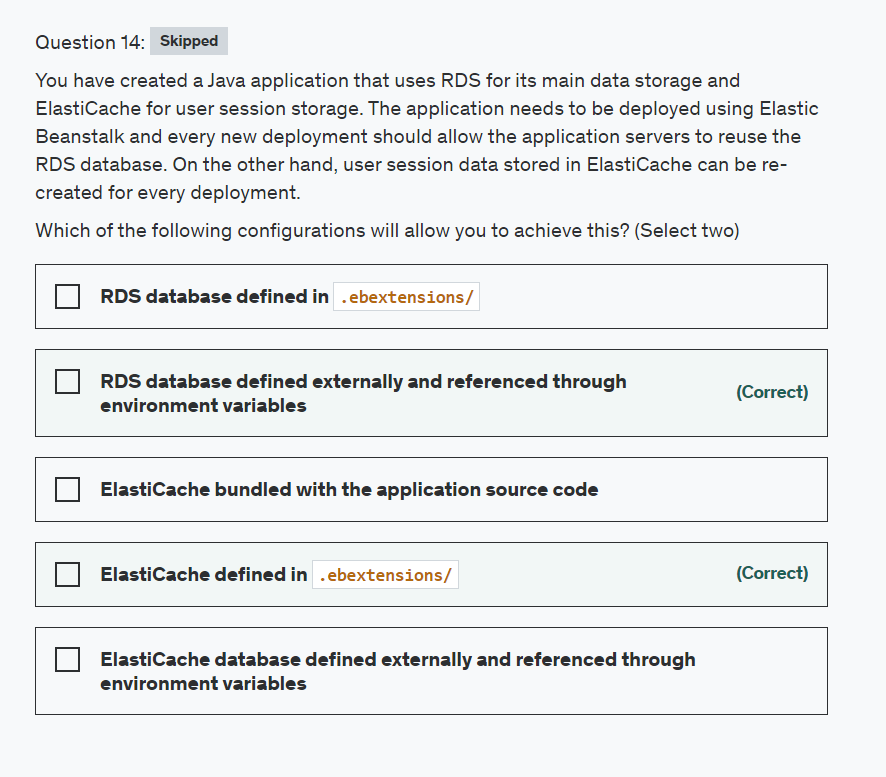 Question 14: Skipped
You have created a Java application that uses RDS for its main data storage and
ElastiCache for user session storage. The application needs to be deployed using Elastic
Beanstalk and every new deployment should allow the application servers to reuse the
RDS database. On the other hand, user session data stored in ElastiCache can be re-
created for every deployment.
Which of the following configurations will allow you to achieve this? (Select two)
RDS database defined in .ebextensions/
RDS database defined externally and referenced through
environment variables
(Correct)
ElastiCache bundled with the application source code
ElastiCache defined in .ebextensions/
(Correct)
ElastiCache database defined externally and referenced through
environment variables